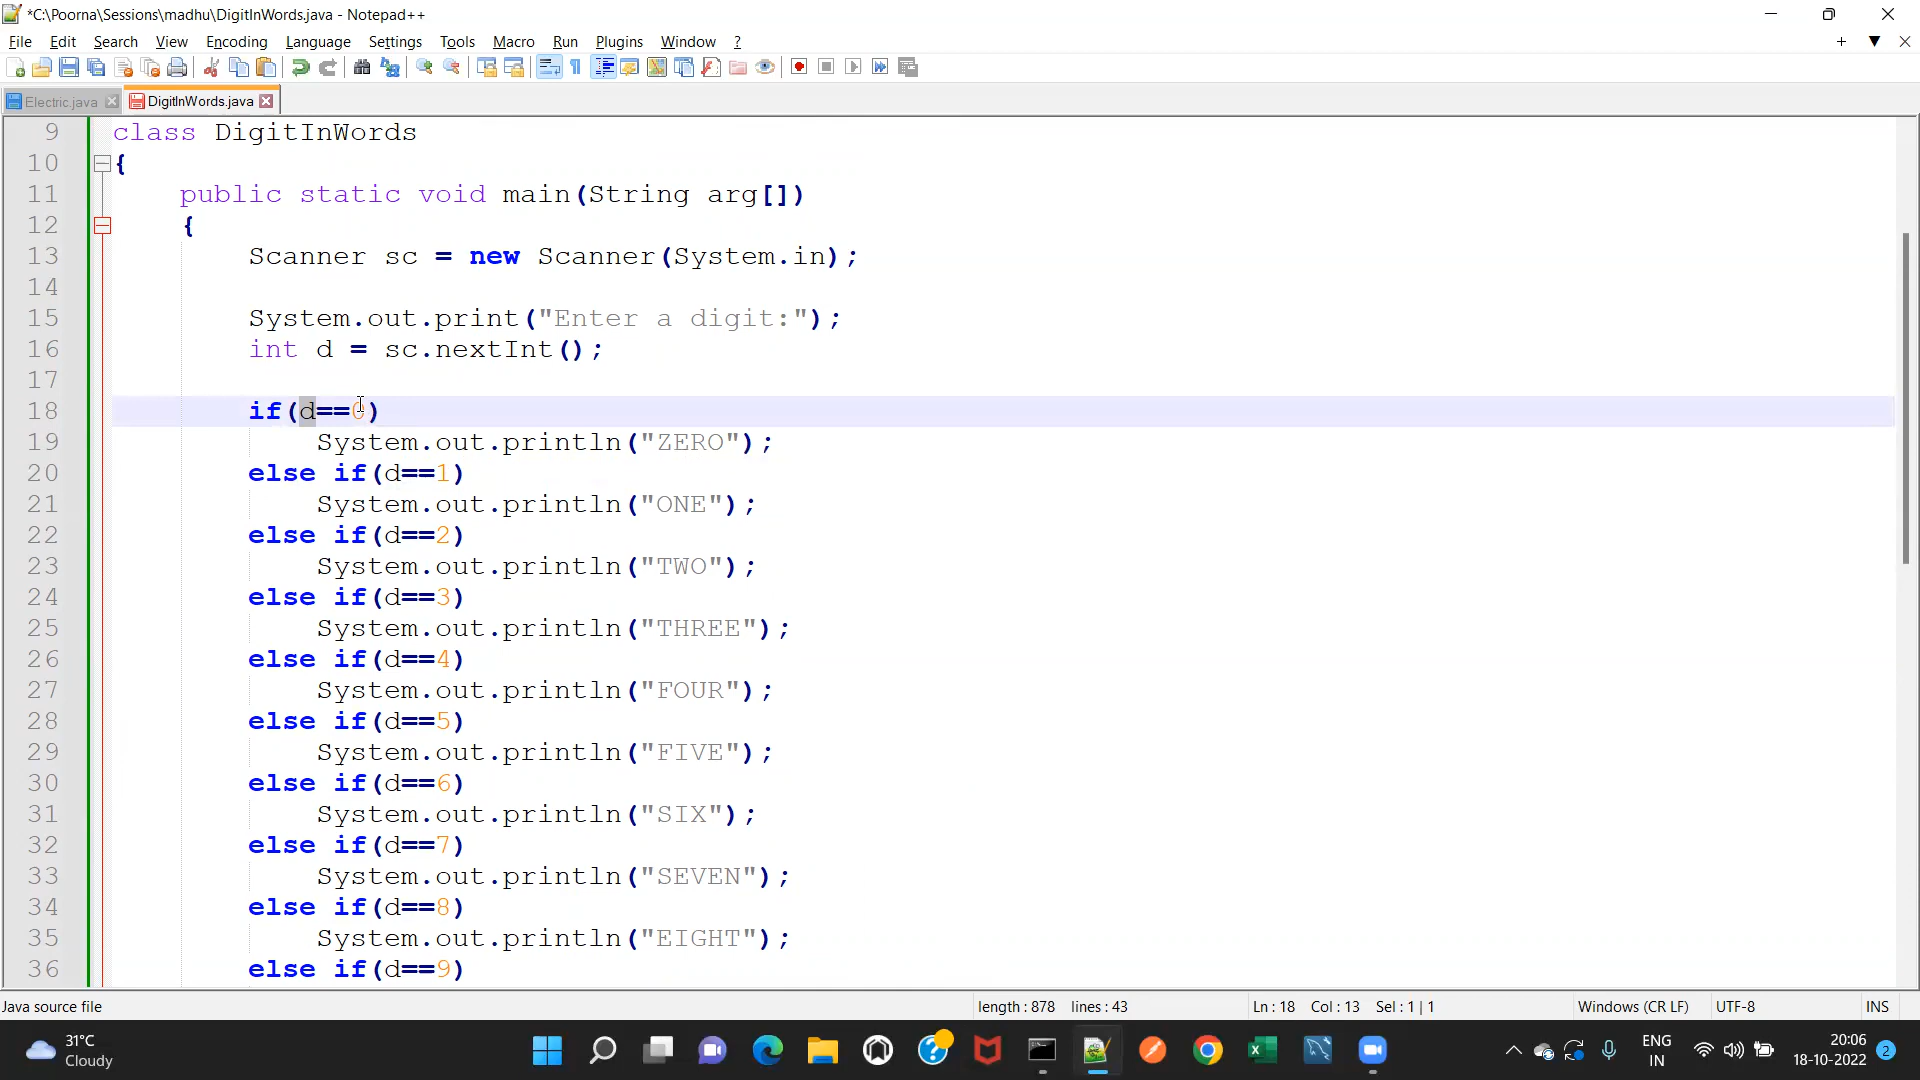 *C:\Poorna\Sessions\madhu\DigitInWords.java - Notepad++
File Edit Search View Encoding Language Settings Tools Macro Run Plugins Window ?
Electric.java DigitInWords.java
9 class DigitInWords
10 {
11 public static void main(String arg[])
12 {
13 Scanner sc = new Scanner(System.in);
14
15 System.out.print("Enter a digit:");
16 int d = sc.nextInt();
17
18 if(d==0)
19 System.out.println("ZERO");
20 else if(d==1)
21 System.out.println("ONE");
22 else if(d==2)
23 System.out.println("TWO");
24 else if(d==3)
25 System.out.println("THREE");
26 else if(d==4)
27 System.out.println("FOUR");
28 else if(d==5)
29 System.out.println("FIVE");
30 else if(d==6)
31 System.out.println("SIX");
32 else if(d==7)
33 System.out.println("SEVEN");
34 else if(d==8)
35 System.out.println("EIGHT");
36 else if(d==9)
Java source file length : 878 lines : 43 Ln : 18 Col : 13 Sel : 1 | 1 Windows (CR LF) UTF-8 INS
31°C
Cloudy
ENG
IN
20:06
18-10-2022
2